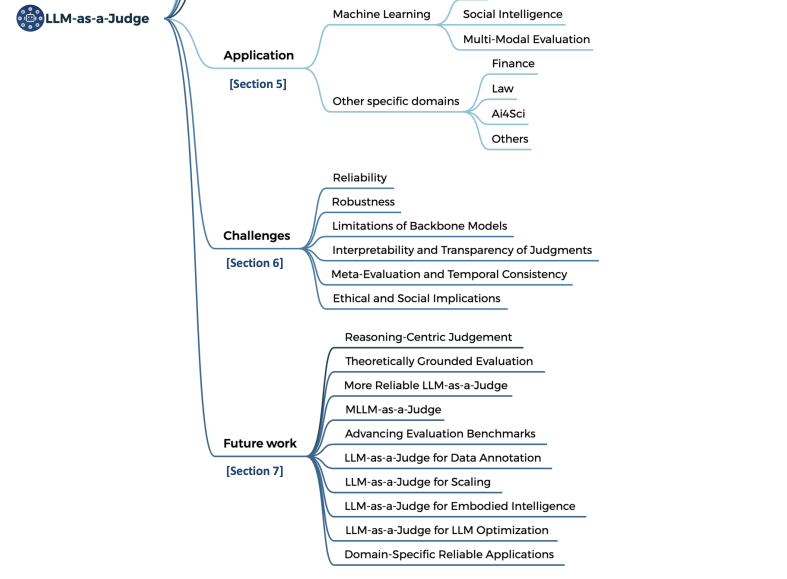 LLM-as-a-Judge
Machine Learning
Social Intelligence
Multi-Modal Evaluation
Application
[Section 5]
Other specific domains
Finance
Law
Ai4Sci
Others
Challenges
[Section 6]
Reliability
Robustness
Limitations of Backbone Models
Interpretability and Transparency of Judgments
Meta-Evaluation and Temporal Consistency
Ethical and Social Implications
Future work
[Section 7]
Reasoning-Centric Judgement
Theoretically Grounded Evaluation
More Reliable LLM-as-a-Judge
MLLM-as-a-Judge
Advancing Evaluation Benchmarks
LLM-as-a-Judge for Data Annotation
LLM-as-a-Judge for Scaling
LLM-as-a-Judge for Embodied Intelligence
LLM-as-a-Judge for LLM Optimization
Domain-Specific Reliable Applications